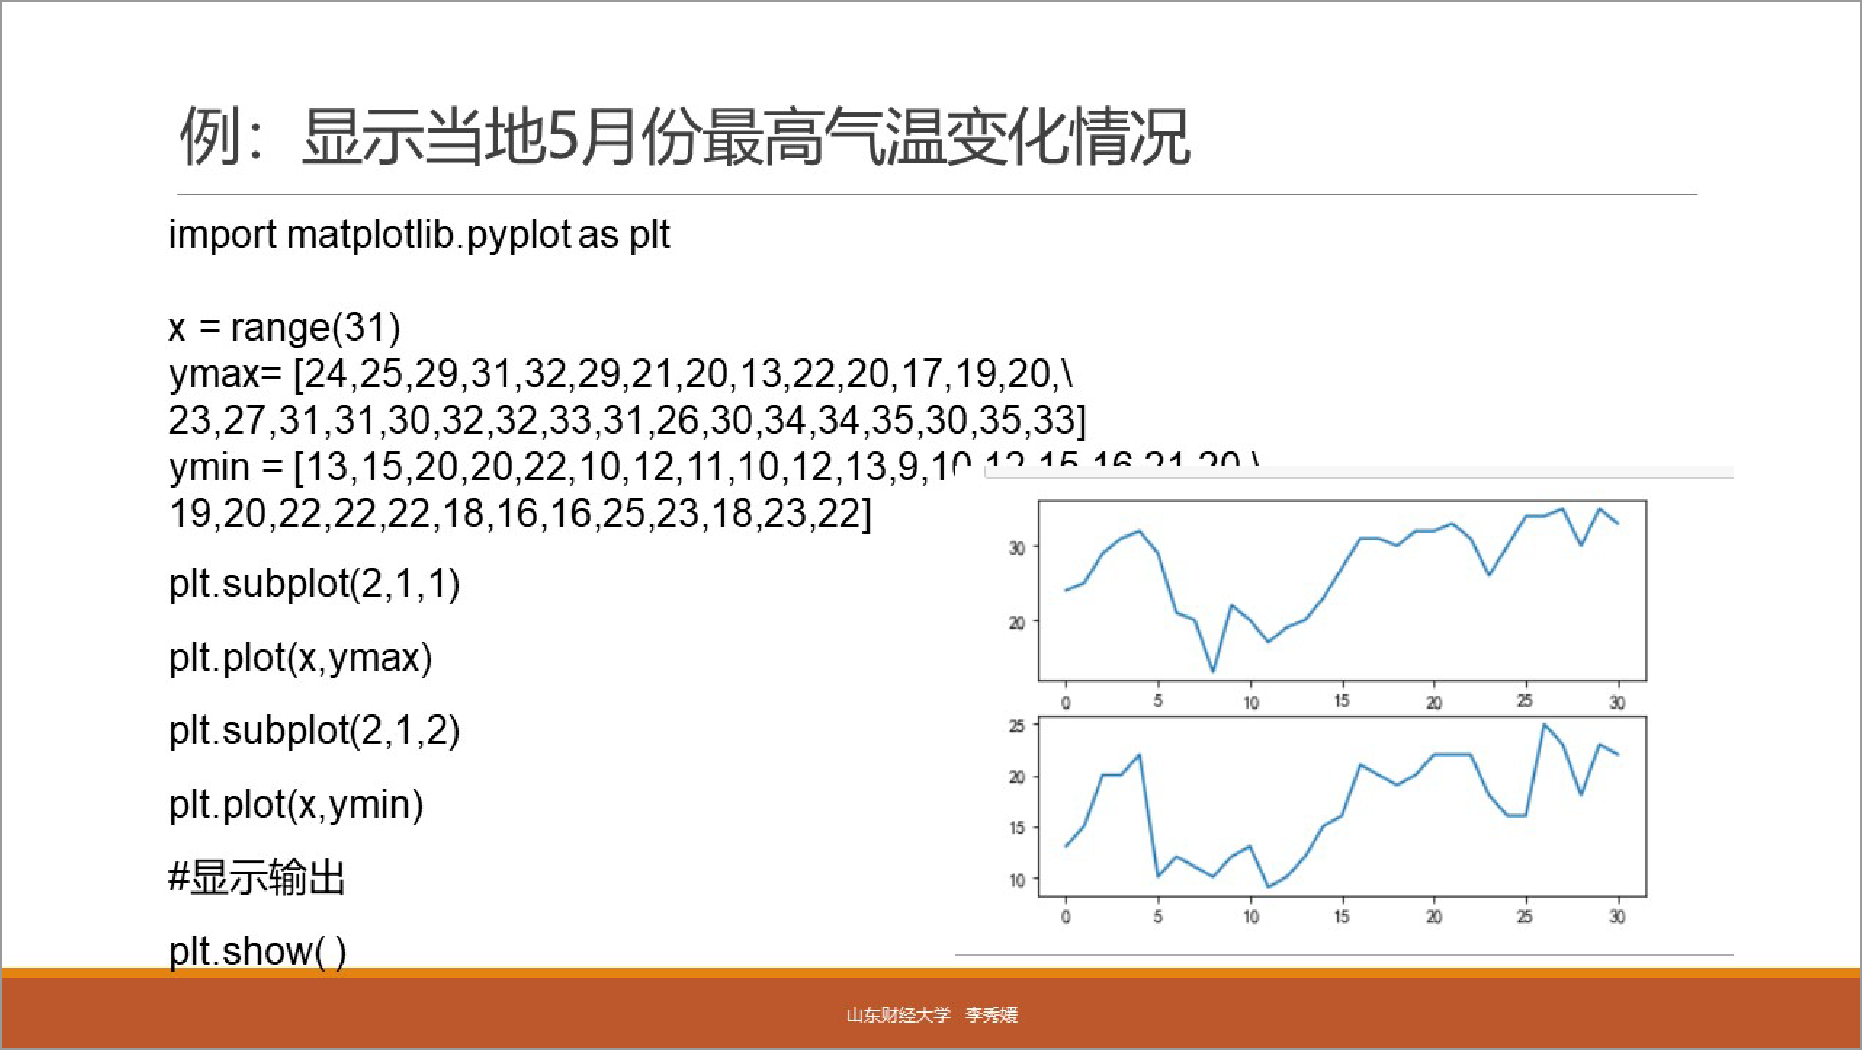 例：显示当地5月份最高气温变化情况
import matplotlib.pyplot as plt
x = range(31)
ymax= [24,25,29,31,32,29,21,20,13,22,20,17,19,20,\
23,27,31,31,30,32,32,33,31,26,30,34,34,35,30,35,33]
ymin = [13,15,20,20,22,10,12,11,10,12,13,9,10,12,15,16,21,20,\
19,20,22,22,22,18,16,16,25,23,18,23,22]
plt.subplot(2,1,1)
plt.plot(x,ymax)
plt.subplot(2,1,2)
plt.plot(x,ymin)
#显示输出
plt.show( )
30
20
0 5 10 15 20 25 30
25
20
15
10
0 5 10 15 20 25 30
山东财经大学 李秀媛